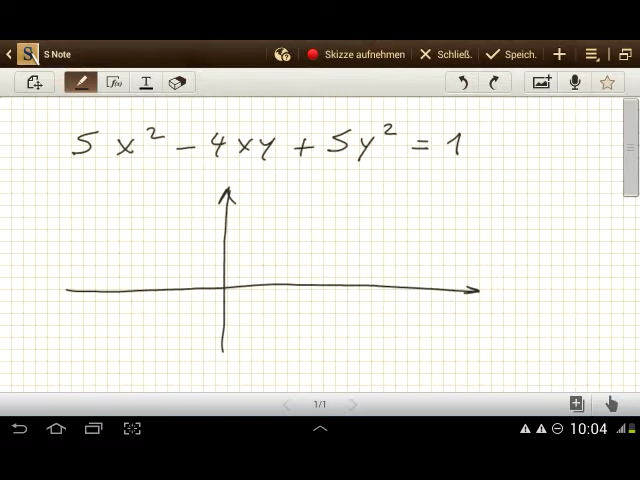 S Note
Skizze aufnehmen
Schließ.
Speich.
f(x)
T
5x² - 4xy + 5y² = 1
1/1
10:04